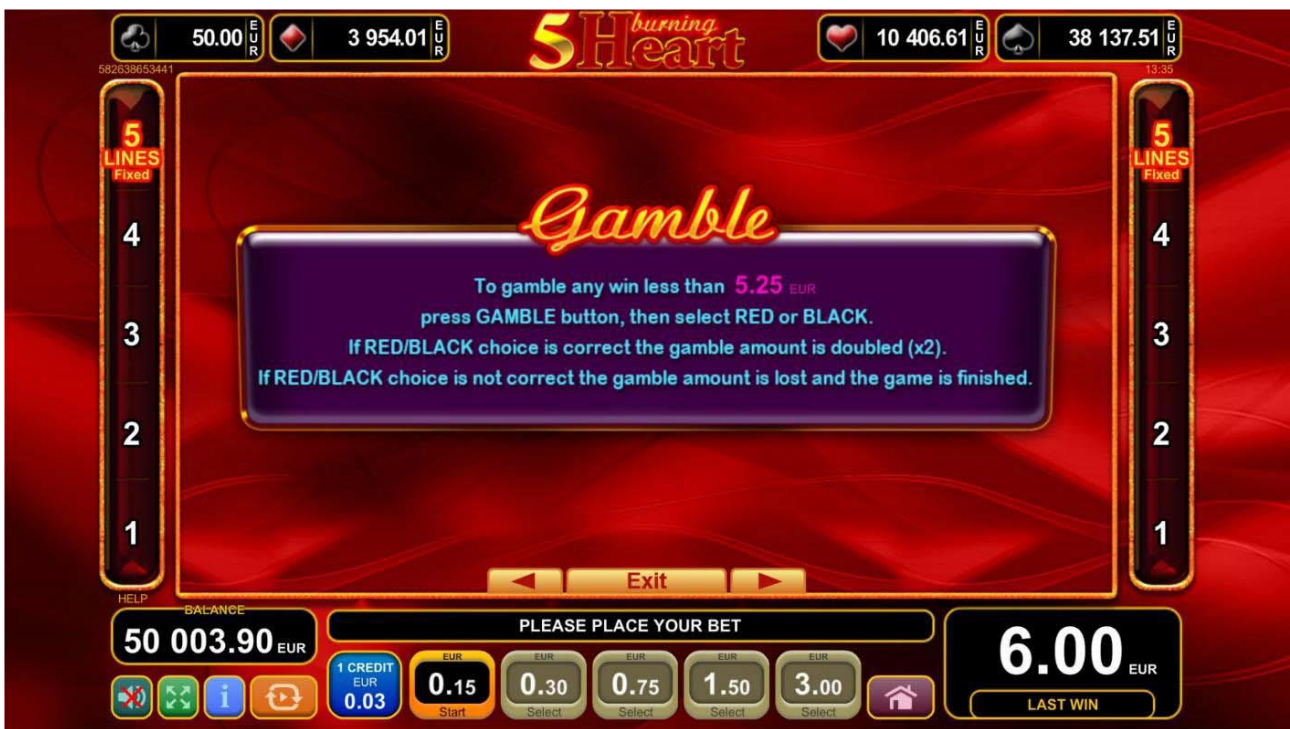 50.00 EUR
3 954.01 EUR
5 burning Heart
10 406.61 EUR
38 137.51 EUR
582638653441
13:35
5
LINES
Fixed
4
3
2
1
5
LINES
Fixed
4
3
2
1
Gamble
To gamble any win less than 5.25 EUR
press GAMBLE button, then select RED or BLACK.
If RED/BLACK choice is correct the gamble amount is doubled (x2).
If RED/BLACK choice is not correct the gamble amount is lost and the game is finished.
Exit
HELP
BALANCE
50 003.90 EUR
PLEASE PLACE YOUR BET
1 CREDIT
EUR
0.03
EUR
0.15
Start
EUR
0.30
Select
EUR
0.75
Select
EUR
1.50
Select
EUR
3.00
Select
6.00 EUR
LAST WIN
i